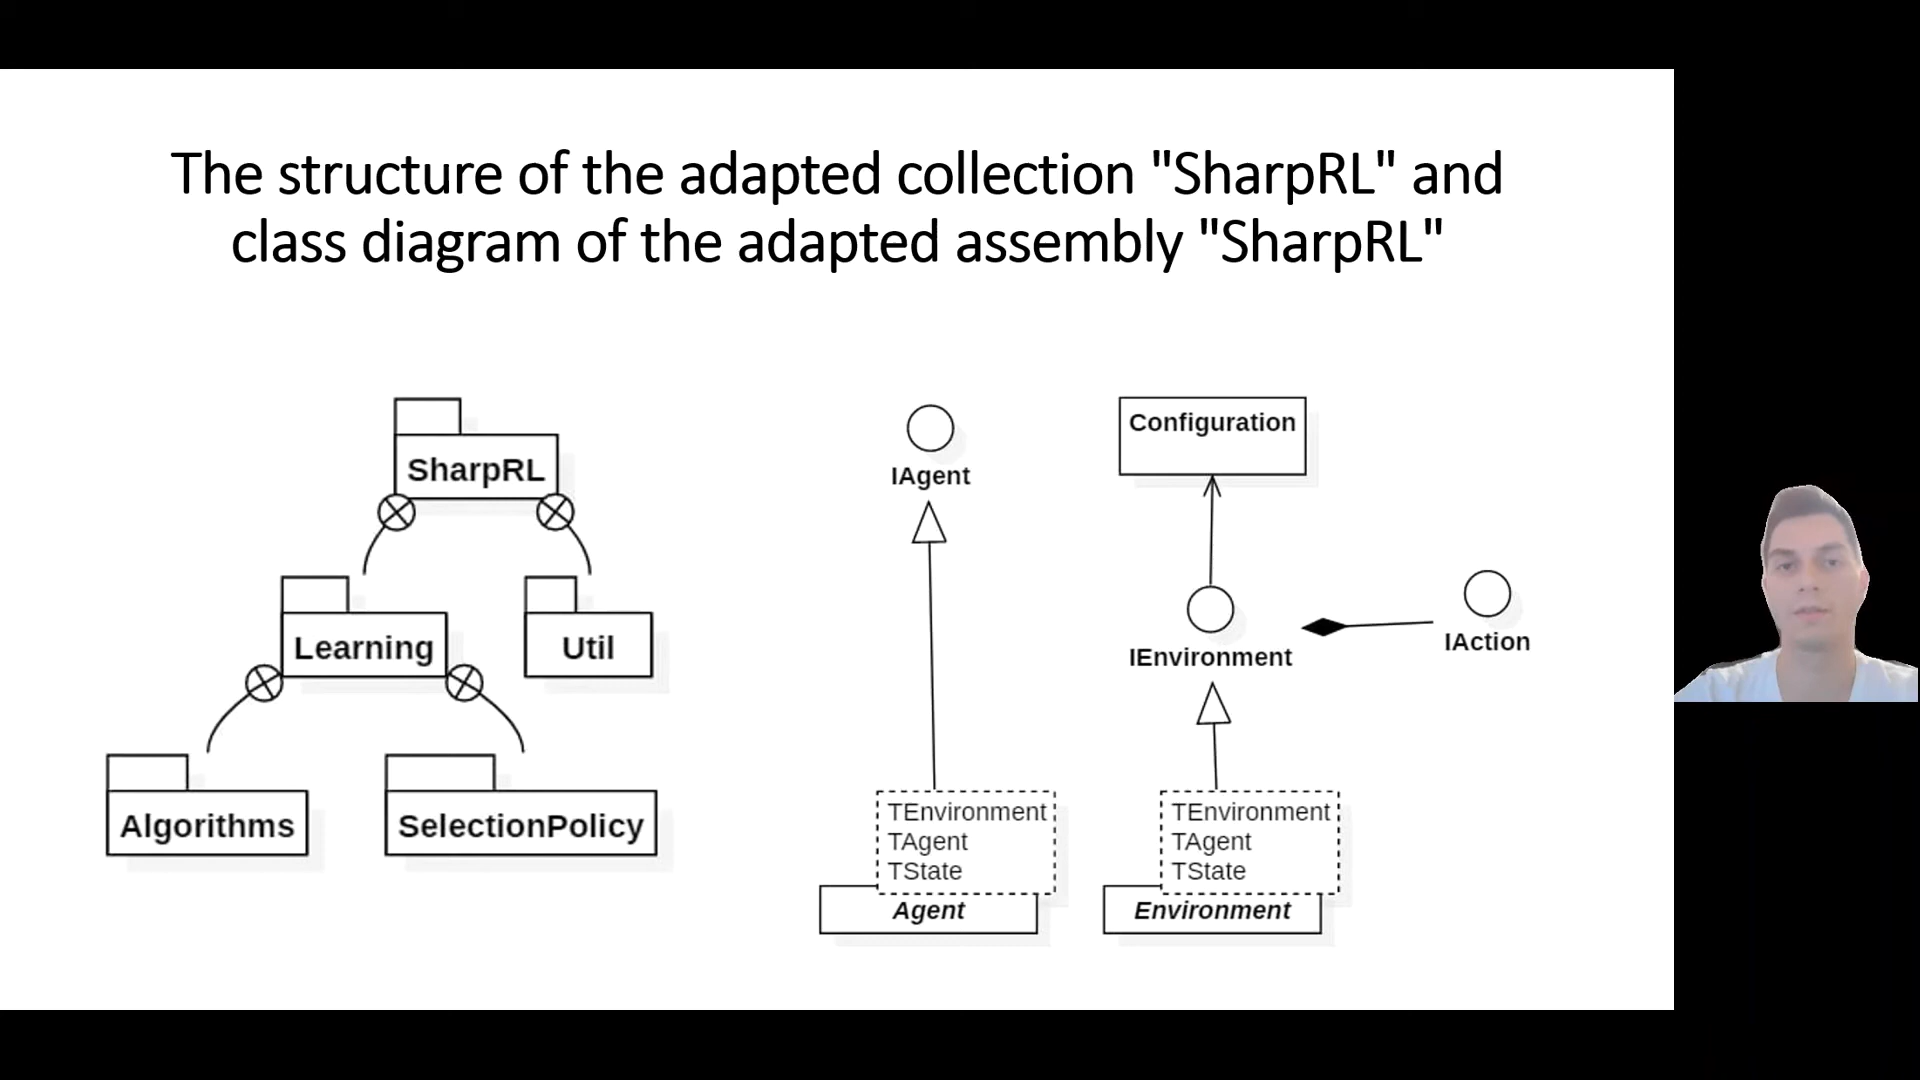 The structure of the adapted collection "SharpRL" and
class diagram of the adapted assembly "SharpRL"
SharpRL
Learning
Util
Algorithms
SelectionPolicy
IAgent
Configuration
IEnvironment
IAction
TEnvironment
TAgent
TState
Agent
TEnvironment
TAgent
TState
Environment